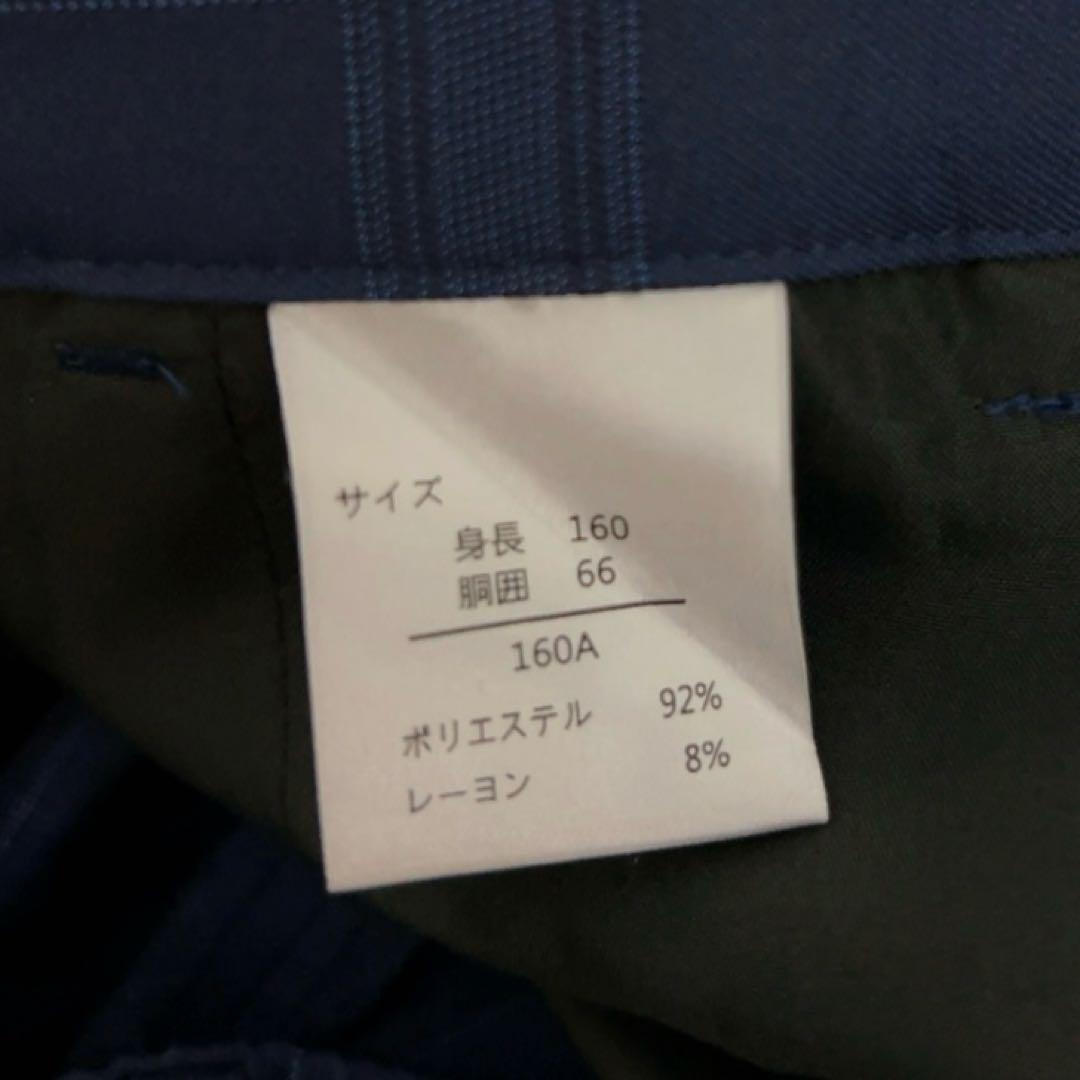 サイズ
身長 160
胴囲 66
160A
ポリエステル 92%
レーヨン 8%